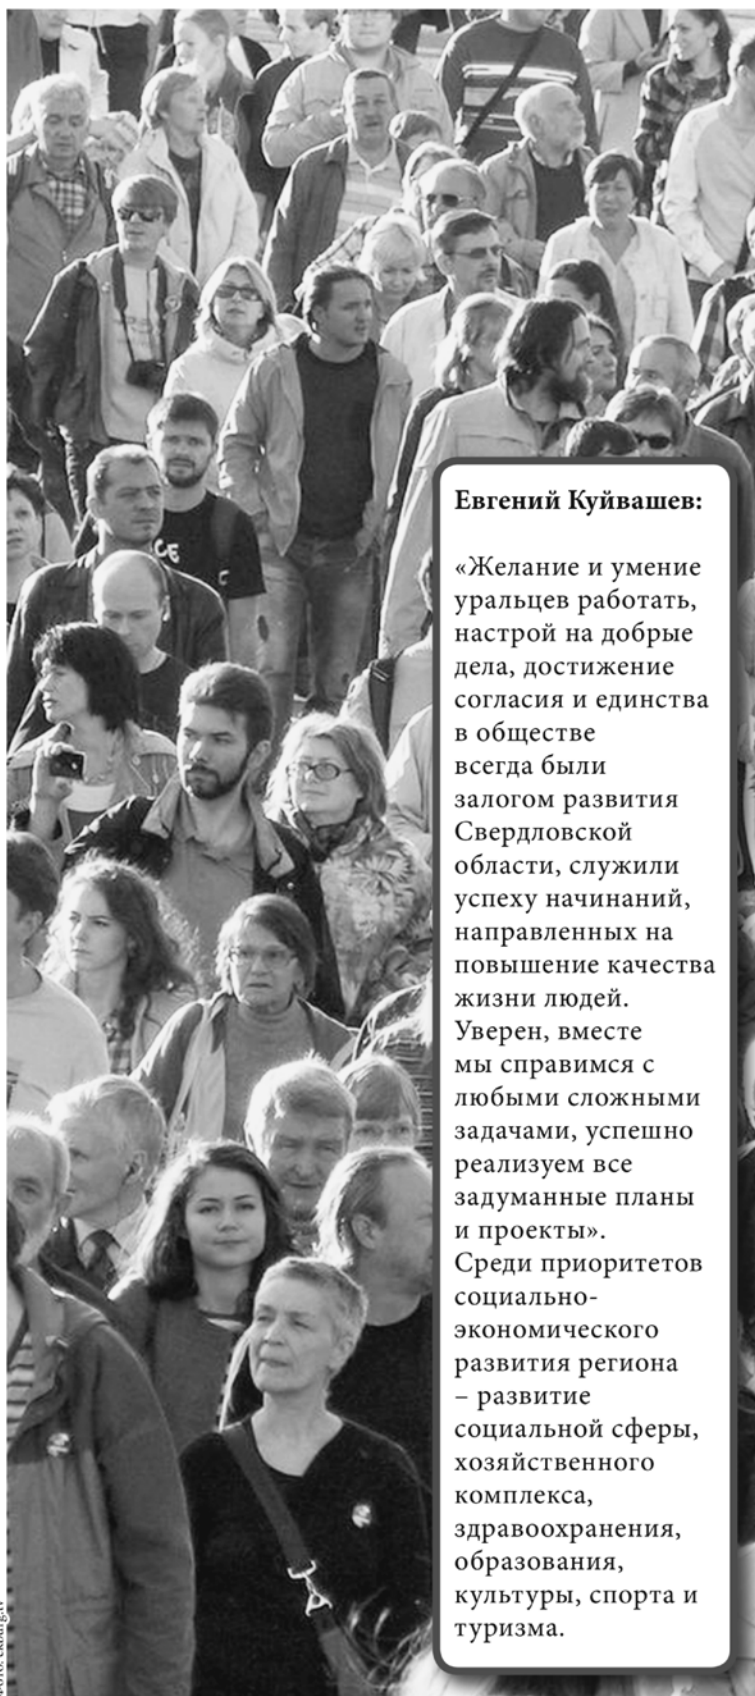 Евгений Куйвашев:
«Желание и умение
уральцев работать,
настрой на добрые
дела, достижение
согласия и единства
в обществе
всегда были
залогом развития
Свердловской
области, служили
успеху начинаний,
направленных на
повышение качества
жизни людей.
Уверен, вместе
мы справимся с
любыми сложными
задачами, успешно
реализуем все
задуманные планы
и проекты».
Среди приоритетов
социально-
экономического
развития региона
– развитие
социальной сферы,
хозяйственного
комплекса,
здравоохранения,
образования,
культуры, спорта и
туризма.